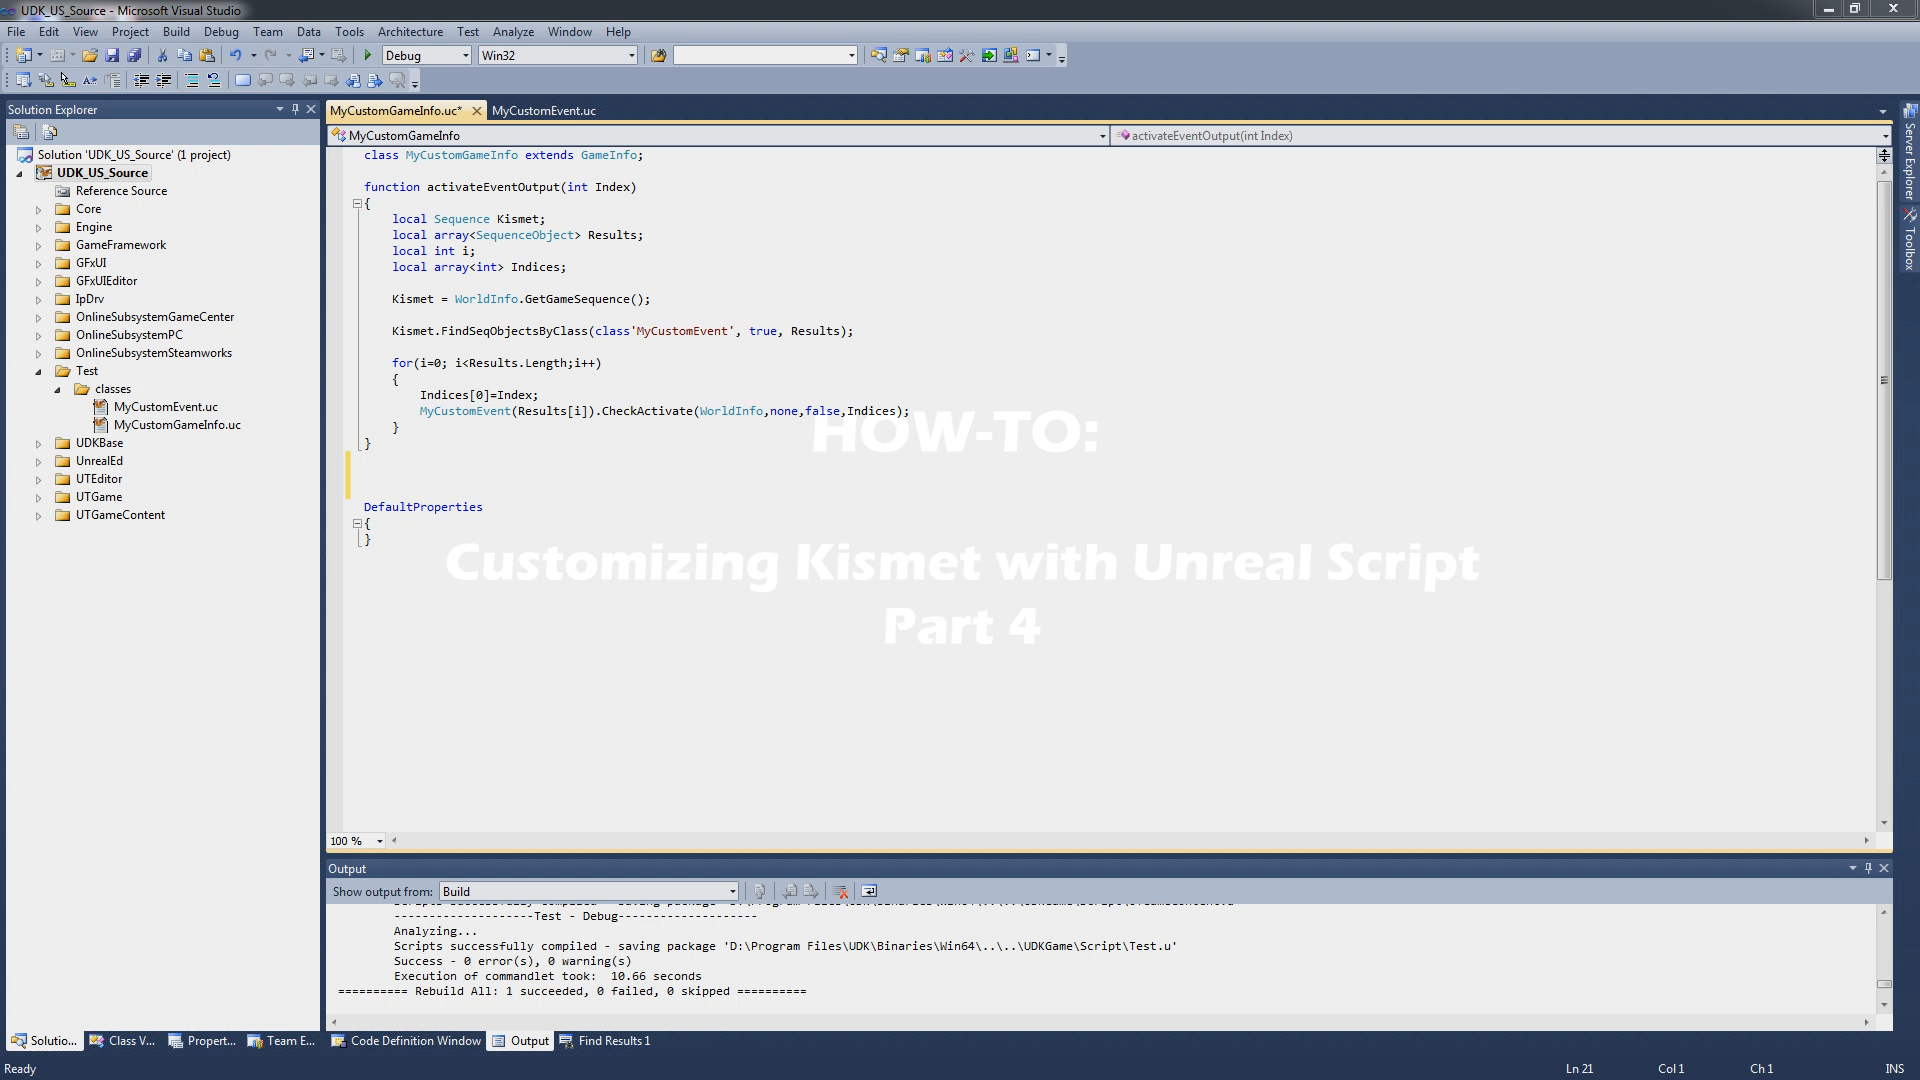 UDK_US_Source - Microsoft Visual Studio
File Edit View Project Build Debug Team Data Tools Architecture Test Analyze Window Help
Debug Win32
Solution Explorer
MyCustomGameInfo.uc* MyCustomEvent.uc
MyCustomGameInfo activateEventOutput(int Index)
Solution 'UDK_US_Source' (1 project)
UDK_US_Source
Reference Source
Core
Engine
GameFramework
GFxUI
GFxUIEditor
IpDrv
OnlineSubsystemGameCenter
OnlineSubsystemPC
OnlineSubsystemSteamworks
Test
classes
MyCustomEvent.uc
MyCustomGameInfo.uc
UDKBase
UnrealEd
UTEditor
UTGame
UTGameContent
class MyCustomGameInfo extends GameInfo;
function activateEventOutput(int Index)
{
local Sequence Kismet;
local array<SequenceObject> Results;
local int i;
local array<int> Indices;
Kismet = WorldInfo.GetGameSequence();
Kismet.FindSeqObjectsByClass(class'MyCustomEvent', true, Results);
for(i=0; i<Results.Length;i++)
{
Indices[0]=Index;
MyCustomEvent(Results[i]).CheckActivate(WorldInfo,none,false,Indices);
}
}
DefaultProperties
{
}
HOW-TO:
Customizing Kismet with Unreal Script
Part 4
Server Explorer
Toolbox
100 %
Output
Show output from: Build
--------------------Test - Debug--------------------
Analyzing...
Scripts successfully compiled - saving package 'D:\Program Files\UDK\Binaries\Win64\..\..\UDKGame\Script\Test.u'
Success - 0 error(s), 0 warning(s)
Execution of commandlet took: 10.66 seconds
========== Rebuild All: 1 succeeded, 0 failed, 0 skipped ==========
Solutio... Class V... Propert... Team E... Code Definition Window Output Find Results 1
Ready Ln 21 Col 1 Ch 1 INS